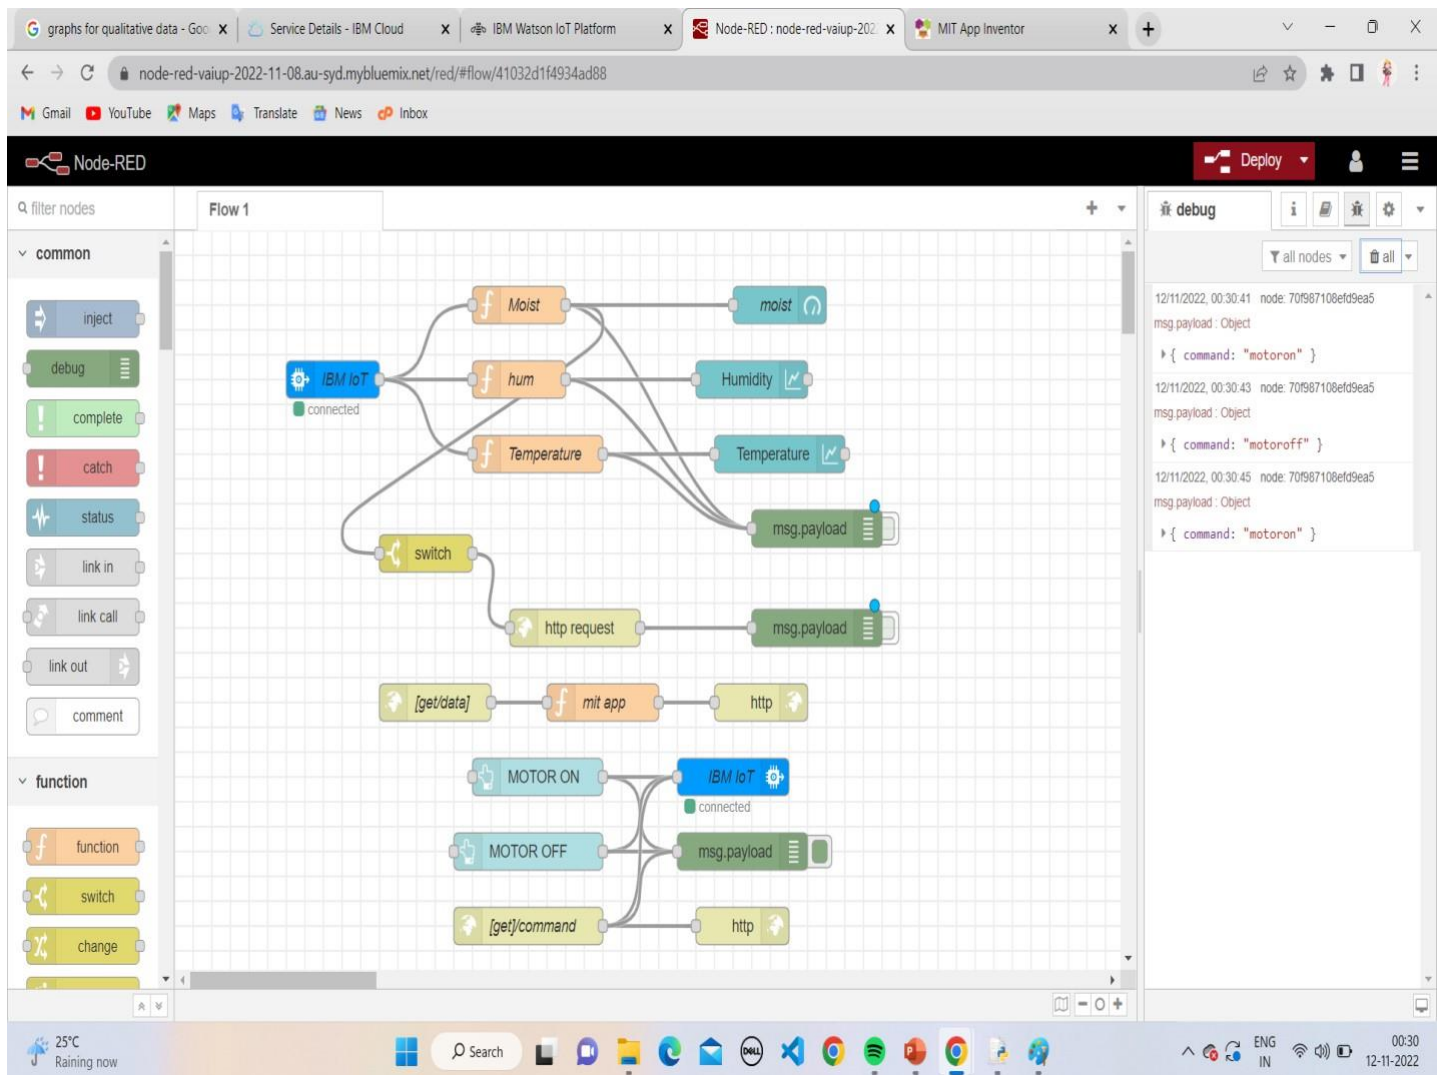 graphs for qualitative data - Goo
Service Details - IBM Cloud
IBM Watson IoT Platform
Node-RED : node-red-vaiup-202
MIT App Inventor
node-red-vaiup-2022-11-08.au-syd.mybluemix.net/red/#flow/41032d1f4934ad88
Gmail YouTube Maps Translate News Inbox
Node-RED
Deploy
filter nodes
Flow 1
debug
all nodes
all
common
inject
debug
complete
catch
status
link in
link call
link out
comment
function
function
switch
change
Moist
moist
IBM IoT
connected
hum
Humidity
Temperature
Temperature
msg.payload
switch
http request
msg.payload
[get/data]
mit app
http
MOTOR ON
IBM IoT
connected
MOTOR OFF
msg.payload
[get]/command
http
12/11/2022, 00:30:41 node: 70f987108efd9ea5
msg.payload : Object
{ command: "motoron" }
12/11/2022, 00:30:43 node: 70f987108efd9ea5
msg.payload : Object
{ command: "motoroff" }
12/11/2022, 00:30:45 node: 70f987108efd9ea5
msg.payload : Object
{ command: "motoron" }
25°C
Raining now
Search
DELL
ENG
IN
00:30
12-11-2022